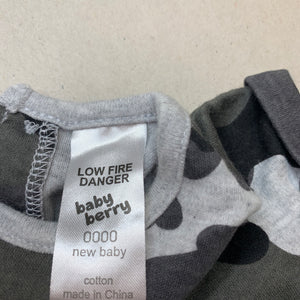 LOW FIRE
DANGER
baby
berry
0000
new baby
cotton
made in China